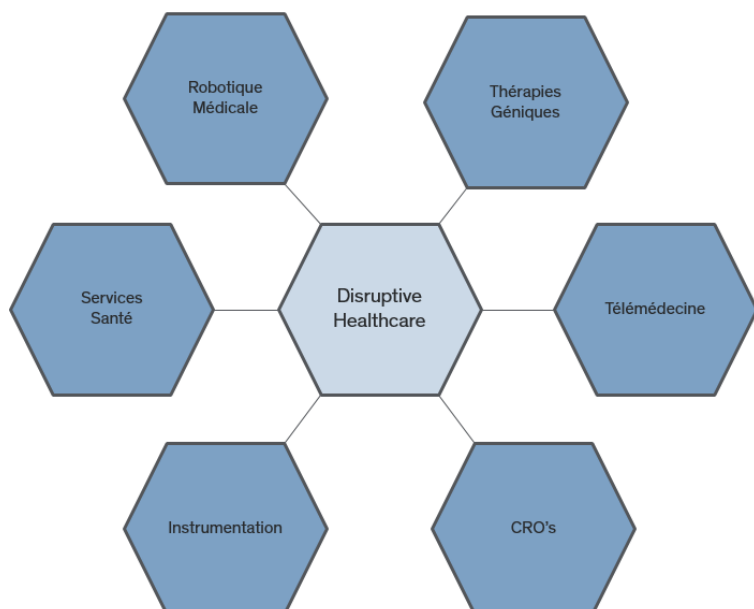 Robotique
Médicale
Thérapies
Géniques
Services
Santé
Disruptive
Healthcare
Télémédecine
Instrumentation
CRO's